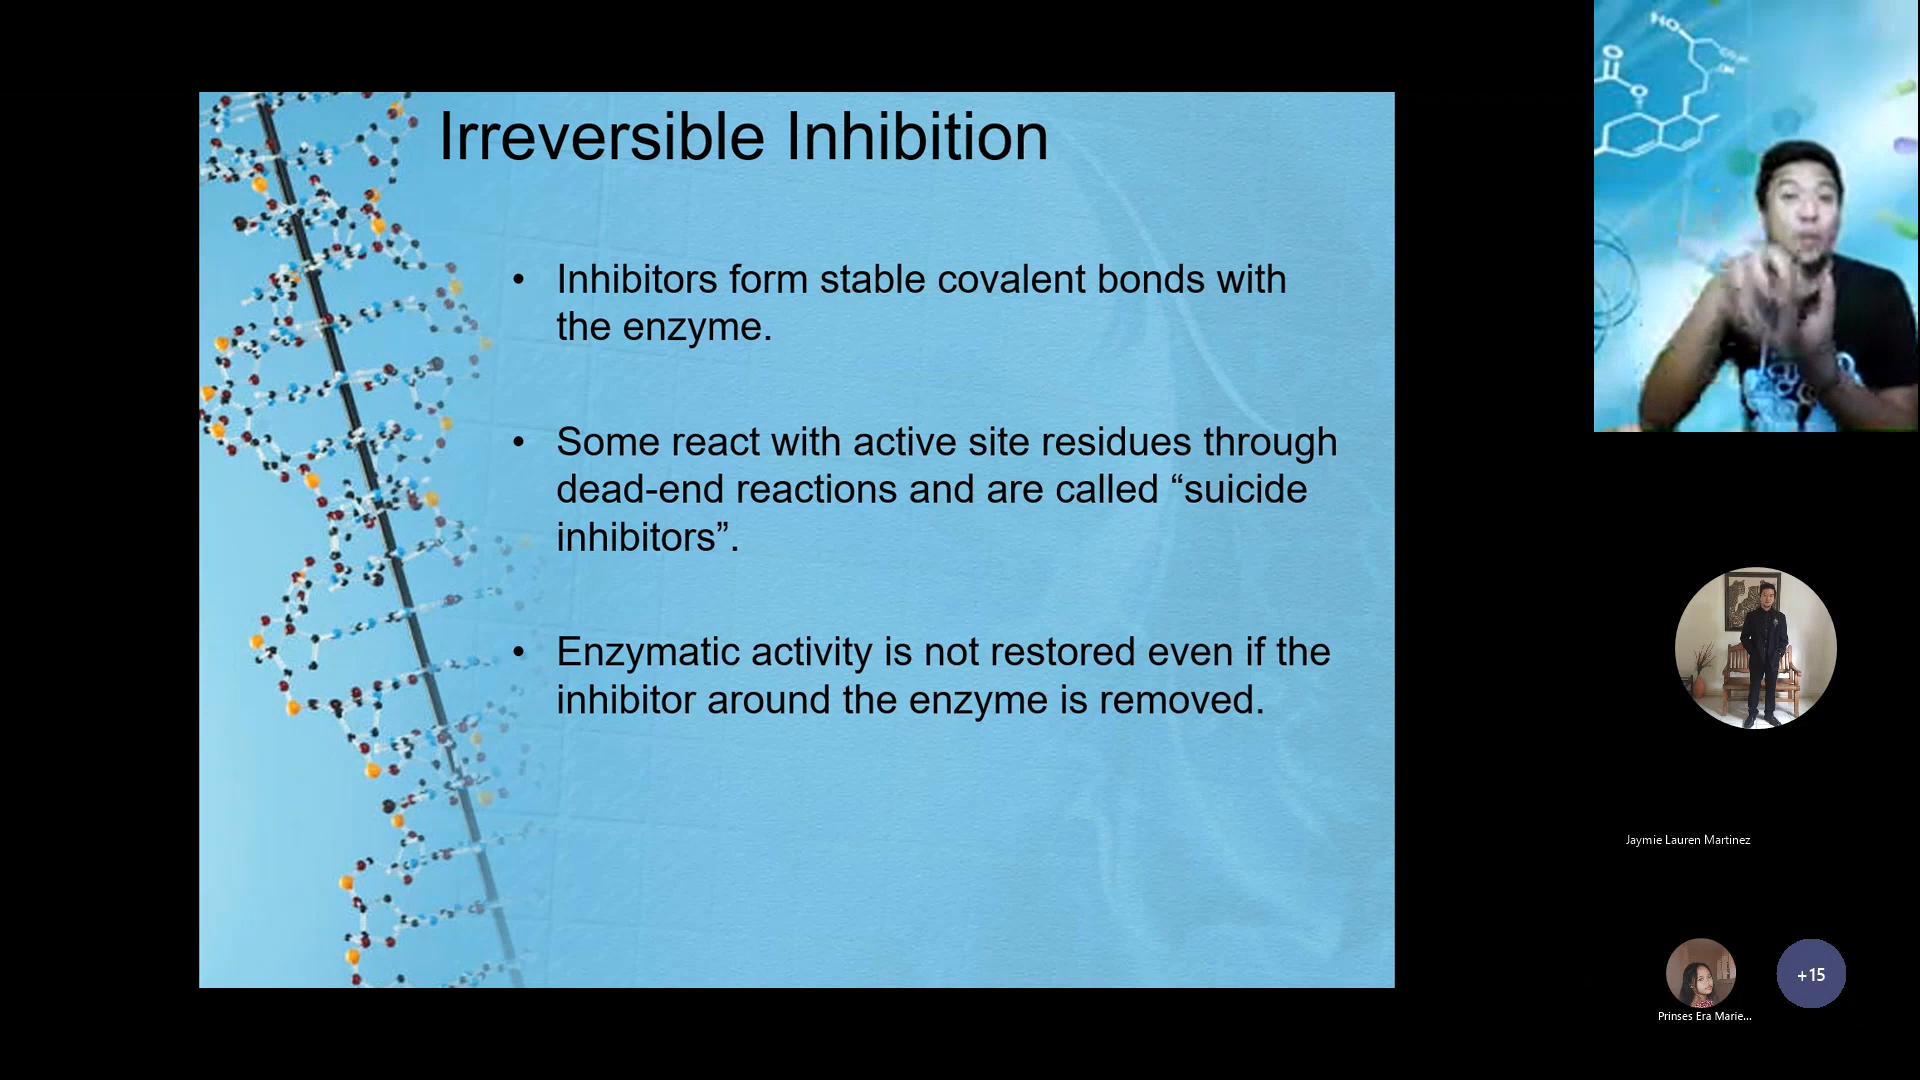 Irreversible Inhibition
• Inhibitors form stable covalent bonds with
the enzyme.
• Some react with active site residues through
dead-end reactions and are called “suicide
inhibitors”.
• Enzymatic activity is not restored even if the
inhibitor around the enzyme is removed.
HO
O
O
Jaymie Lauren Martinez
Prinses Era Marie...
+15